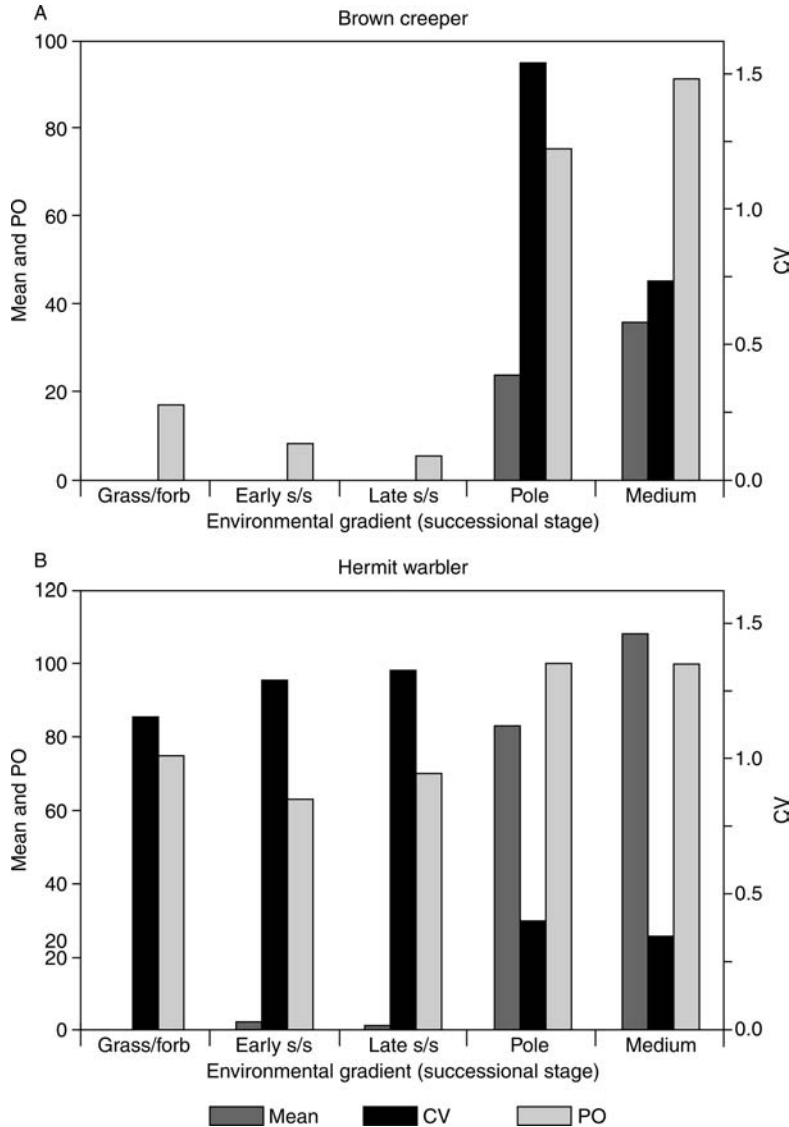 A
Brown creeper
100
80
60
40
20
0
Mean and PO
1.5
1.0
0.5
0.0
CV
Grass/forb Early s/s Late s/s Pole Medium
Environmental gradient (successional stage)
B
Hermit warbler
120
100
80
60
40
20
20
0
Mean and PO
1.5
1.0
0.5
0.0
CV
Grass/forb Early s/s Late s/s Pole Medium
Environmental gradient (successional stage)
Mean CV PO